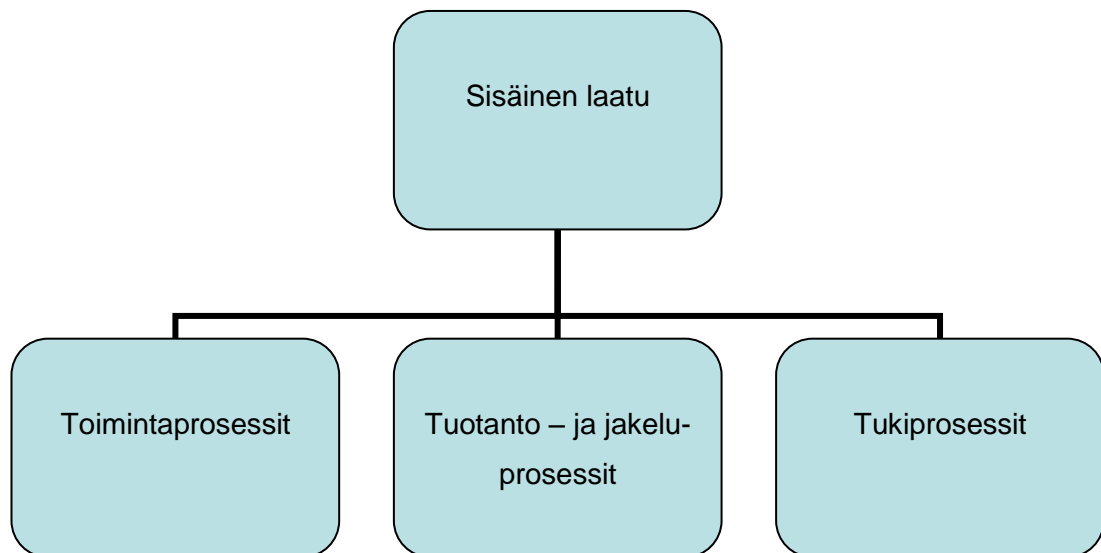 Sisäinen laatu
Toimintaprosessit
Tuotanto – ja jakelu-
prosessit
Tukiprosessit